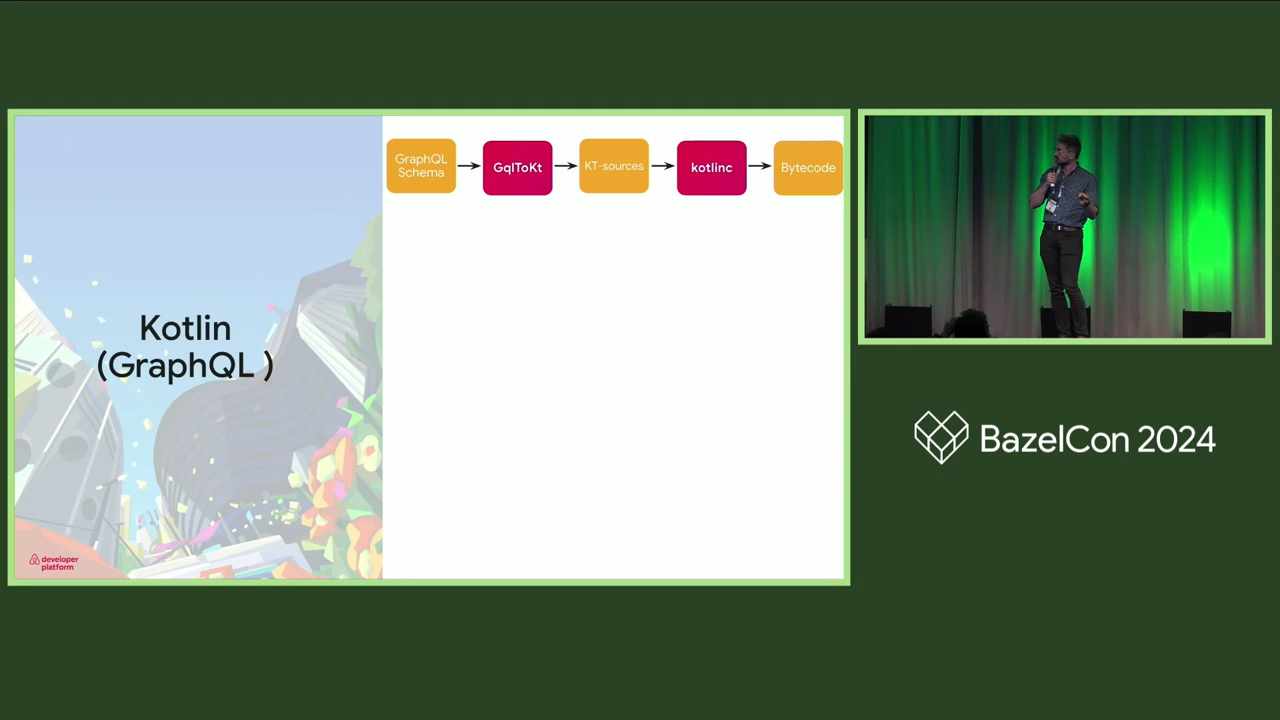 GraphQL
Schema
GqlToKt
KT-sources
kotlinc
Bytecode
Kotlin
(GraphQL )
developer
platform
BazelCon 2024